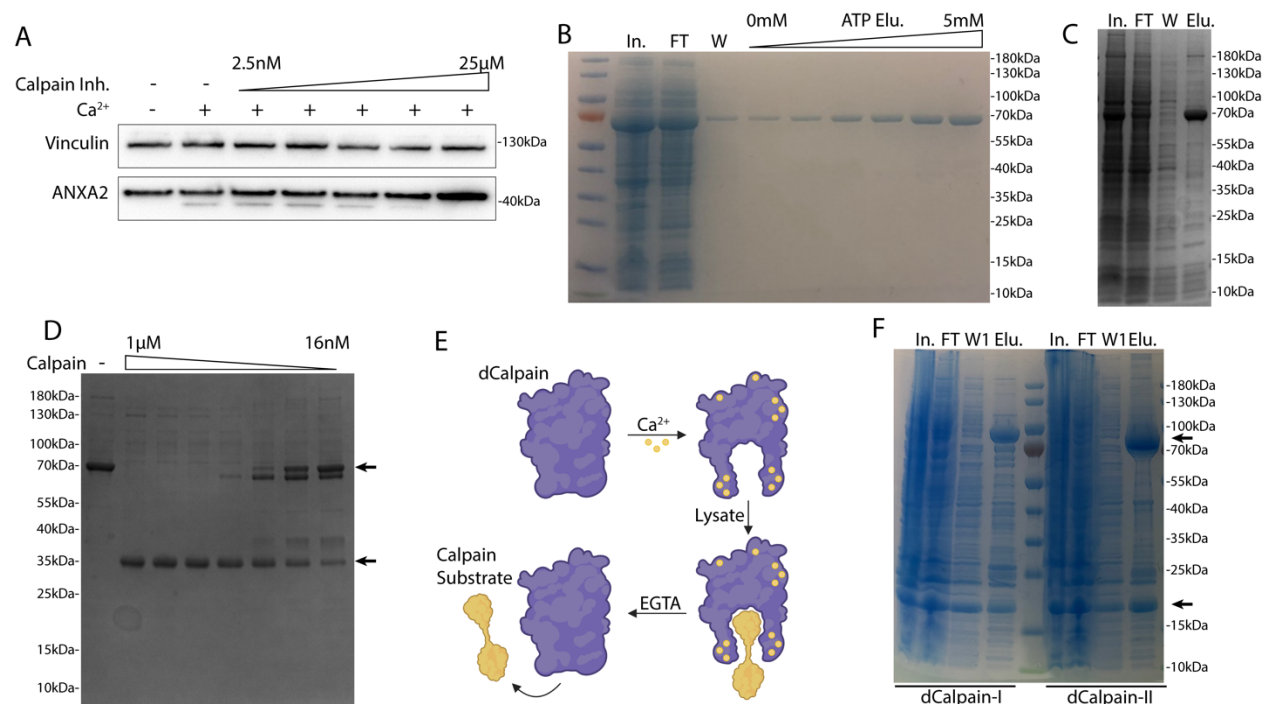 A
2.5nM 25µM
Calpain Inh. - -
Ca²⁺ - + + + + + +
Vinculin -130kDa
ANXA2 -40kDa
B
0mM ATP Elu. 5mM
In. FT W
-180kDa
-130kDa
-100kDa
-70kDa
-55kDa
-40kDa
-35kDa
-25kDa
-15kDa
-10kDa
C
In. FT W Elu.
-180kDa
-130kDa
-100kDa
-70kDa
-55kDa
-40kDa
-35kDa
-25kDa
-15kDa
-10kDa
D
1µM 16nM
Calpain -
180kDa-
130kDa-
100kDa-
70kDa-
55kDa-
40kDa-
35kDa-
25kDa-
15kDa-
10kDa-
E
dCalpain
Ca²⁺
Lysate
Calpain
Substrate
EGTA
F
In. FT W1 Elu. In. FT W1 Elu.
-180kDa
-130kDa
-100kDa
-70kDa
-55kDa
-40kDa
-35kDa
-25kDa
-15kDa
-10kDa
dCalpain-I dCalpain-II